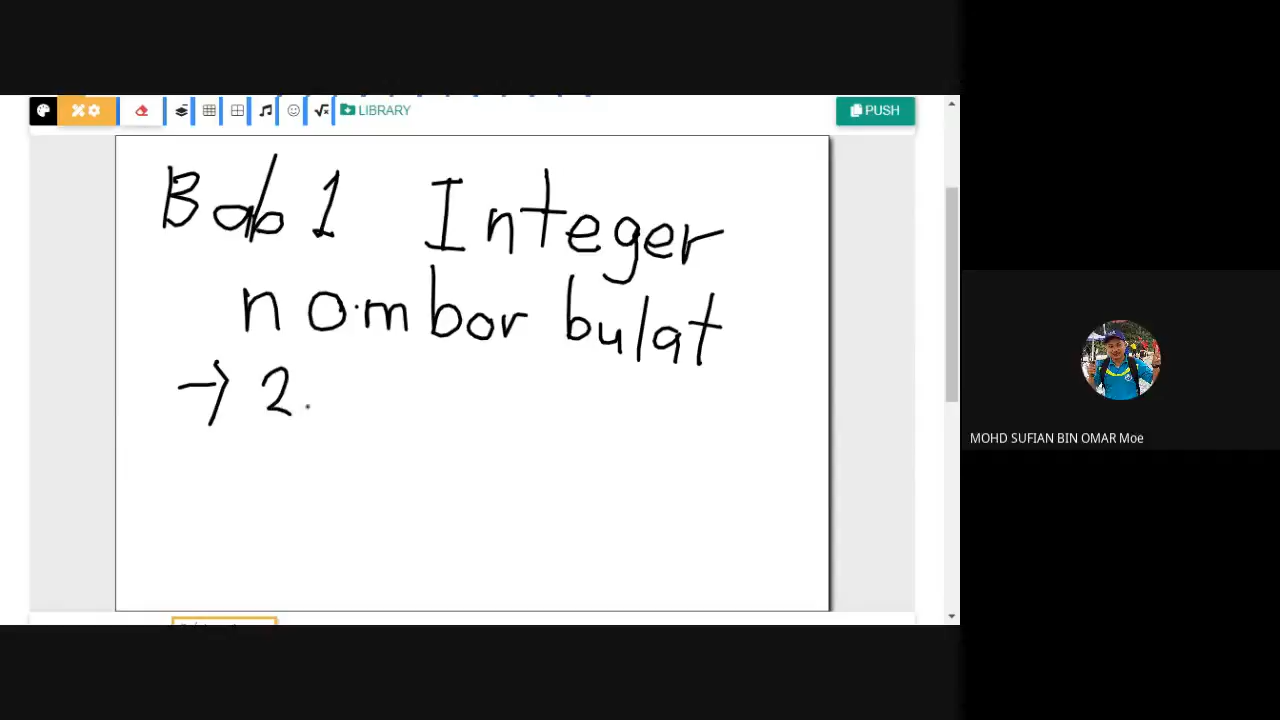 LIBRARY
PUSH
Bab 1 Integer
nombor bulat
→ 2.
MOHD SUFIAN BIN OMAR Moe